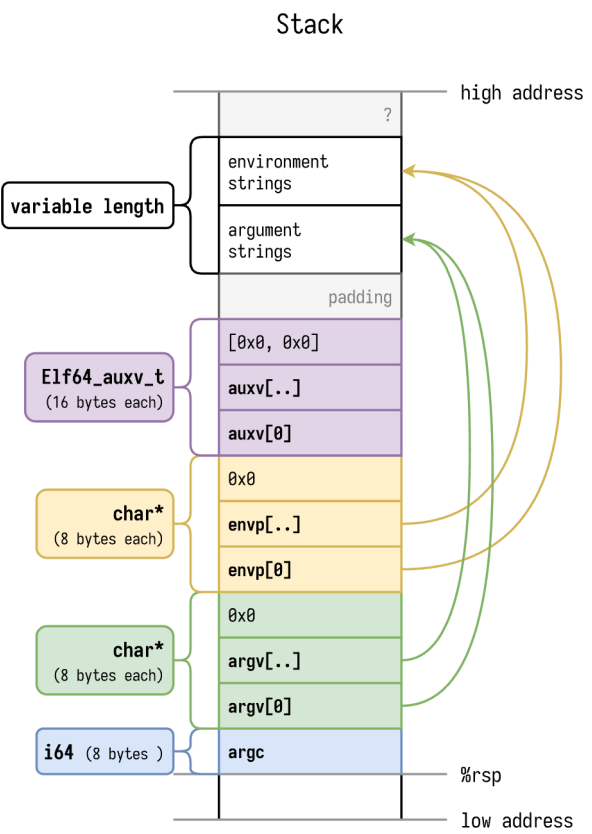 Stack
high address
?
environment
strings
variable length
argument
strings
padding
[0x0, 0x0]
Elf64_auxv_t
(16 bytes each)
auxv[..]
auxv[0]
0x0
char*
(8 bytes each)
envp[..]
envp[0]
0x0
char*
(8 bytes each)
argv[..]
argv[0]
i64 (8 bytes )
argc
%rsp
low address